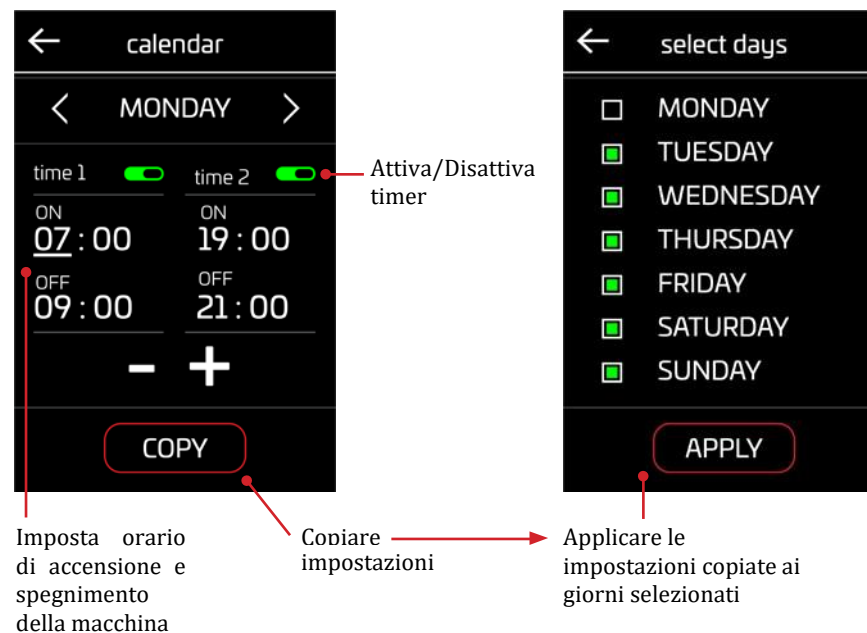 calendar
MONDAY
time 1
time 2
ON
ON
07 : 00
19 : 00
OFF
OFF
09 : 00
21 : 00
- +
COPY
Attiva/Disattiva
timer
select days
MONDAY
TUESDAY
WEDNESDAY
THURSDAY
FRIDAY
SATURDAY
SUNDAY
APPLY
Imposta orario
di accensione e
spegnimento
della macchina
Copiare
impostazioni
Applicare le
impostazioni copiate ai
giorni selezionati